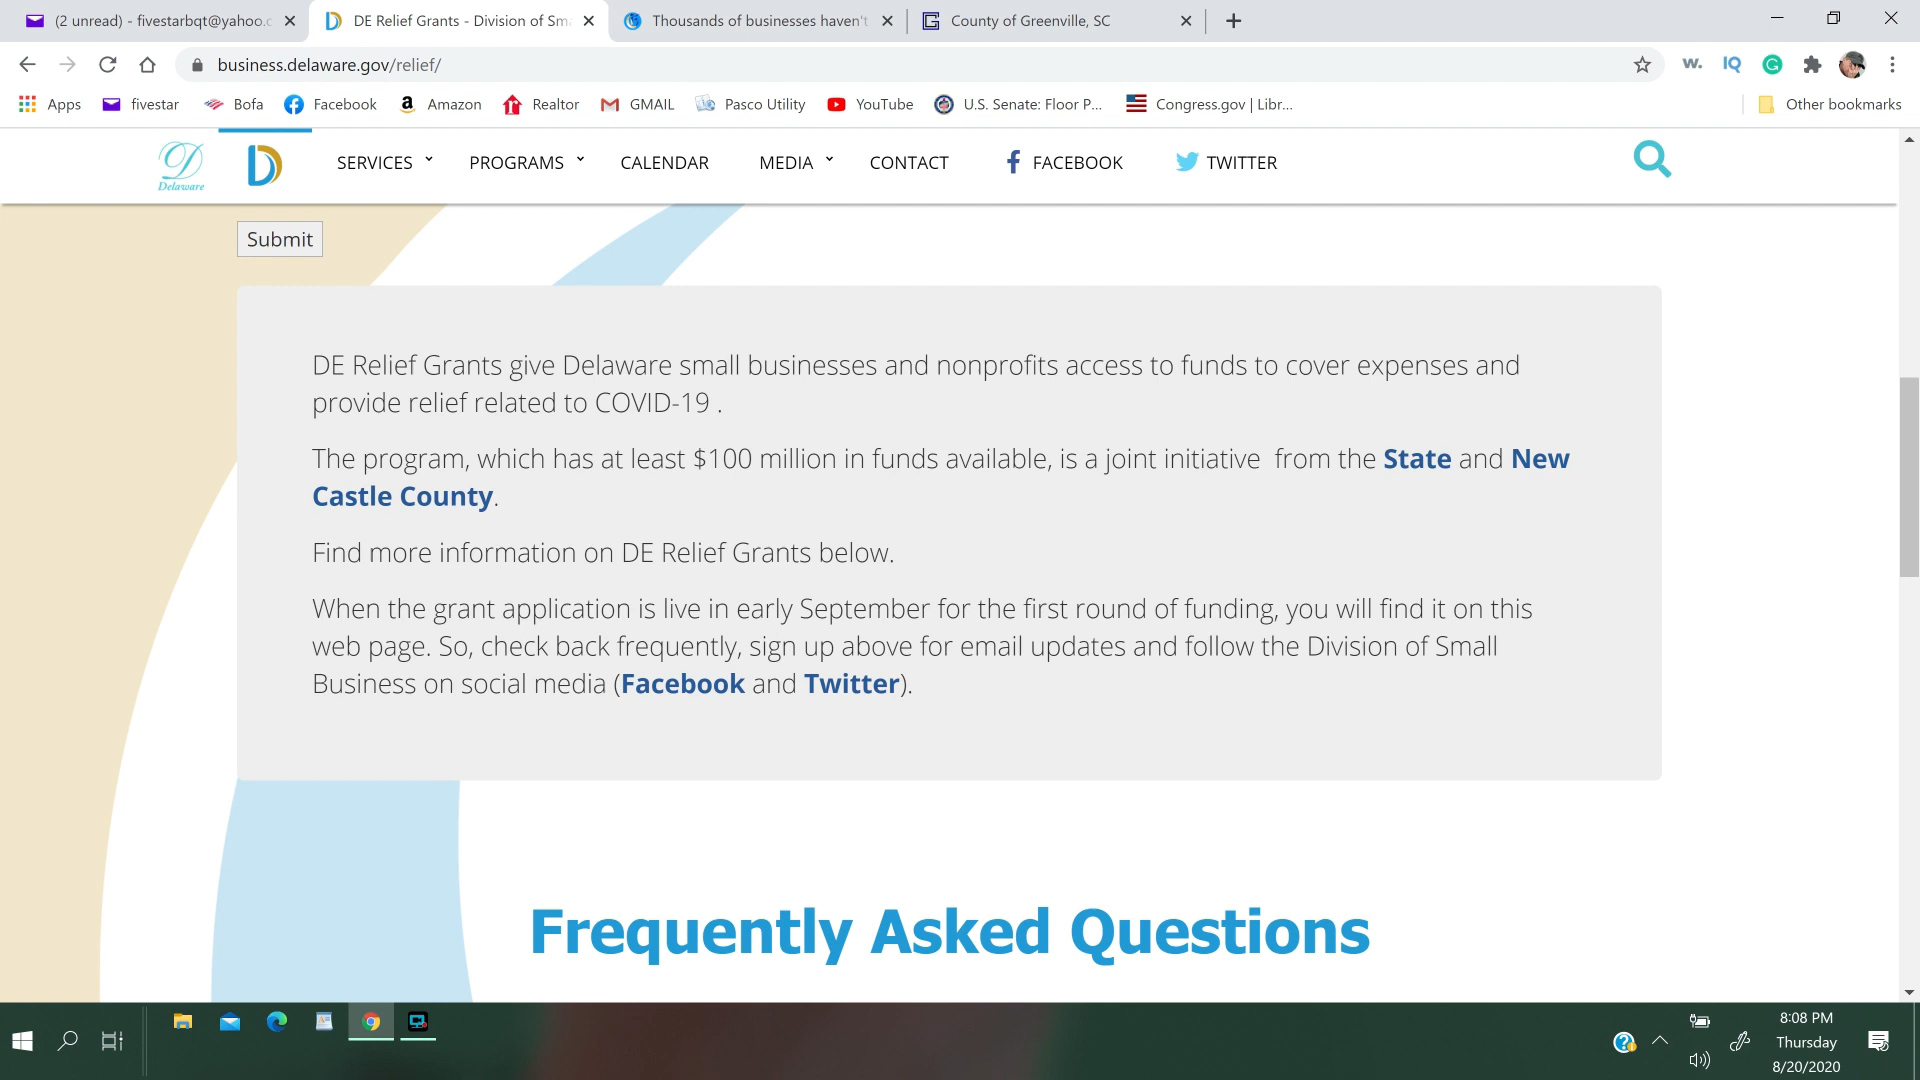 (2 unread) - fivestarbqt@yahoo.c
DE Relief Grants - Division of Sm
Thousands of businesses haven't
County of Greenville, SC
business.delaware.gov/relief/
w.
IQ
Apps
fivestar
Bofa
Facebook
Amazon
Realtor
GMAIL
Pasco Utility
YouTube
U.S. Senate: Floor P...
Congress.gov | Libr...
Other bookmarks
Delaware
SERVICES
PROGRAMS
CALENDAR
MEDIA
CONTACT
FACEBOOK
TWITTER
Submit
DE Relief Grants give Delaware small businesses and nonprofits access to funds to cover expenses and
provide relief related to COVID-19 .
The program, which has at least $100 million in funds available, is a joint initiative from the State and New
Castle County.
Find more information on DE Relief Grants below.
When the grant application is live in early September for the first round of funding, you will find it on this
web page. So, check back frequently, sign up above for email updates and follow the Division of Small
Business on social media (Facebook and Twitter).
Frequently Asked Questions
8:08 PM
Thursday
8/20/2020